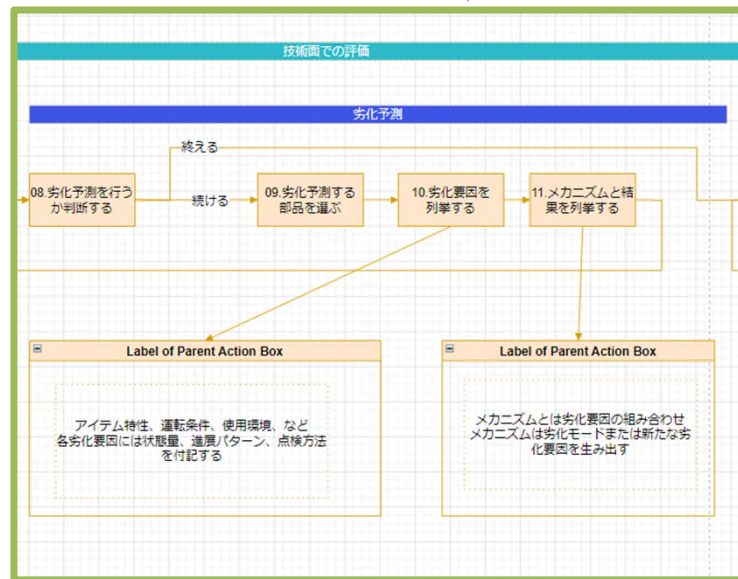 技術面での評価
劣化予測
終える
08.劣化予測を行う
か判断する
続ける
09.劣化予測する
部品を選ぶ
10.劣化要因を
列挙する
11.メカニズムと結
果を列挙する
Label of Parent Action Box
アイテム特性、運転条件、使用環境、など
各劣化要因には状態量、進展パターン、点検方法
を付記する
Label of Parent Action Box
メカニズムとは劣化要因の組み合わせ
メカニズムは劣化モードまたは新たな劣
化要因を生み出す